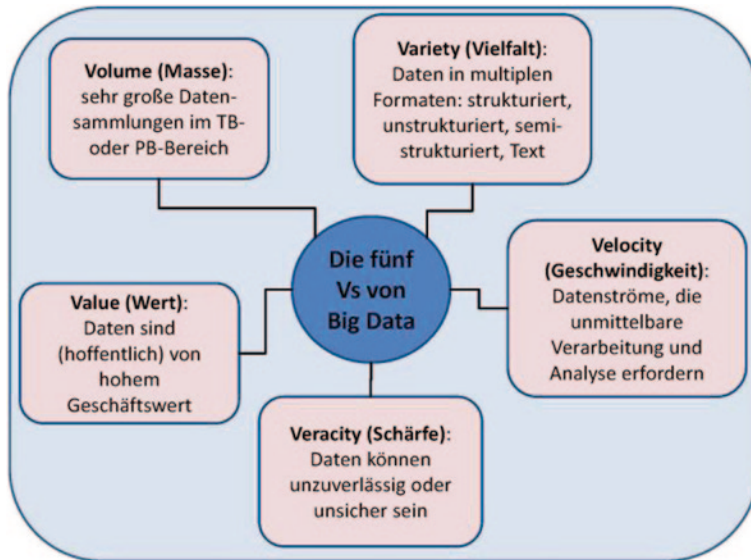 Volume (Masse):
sehr große Daten-
sammlungen im TB-
oder PB-Bereich
Variety (Vielfalt):
Daten in multiplen
Formaten: strukturiert,
unstrukturiert, semi-
strukturiert, Text
Die fünf
Vs von
Big Data
Velocity
(Geschwindigkeit):
Datenströme, die
unmittelbare
Verarbeitung und
Analyse erfordern
Value (Wert):
Daten sind
(hoffentlich) von
hohem
Geschäftswert
Veracity (Schärfe):
Daten können
unzuverlässig oder
unsicher sein